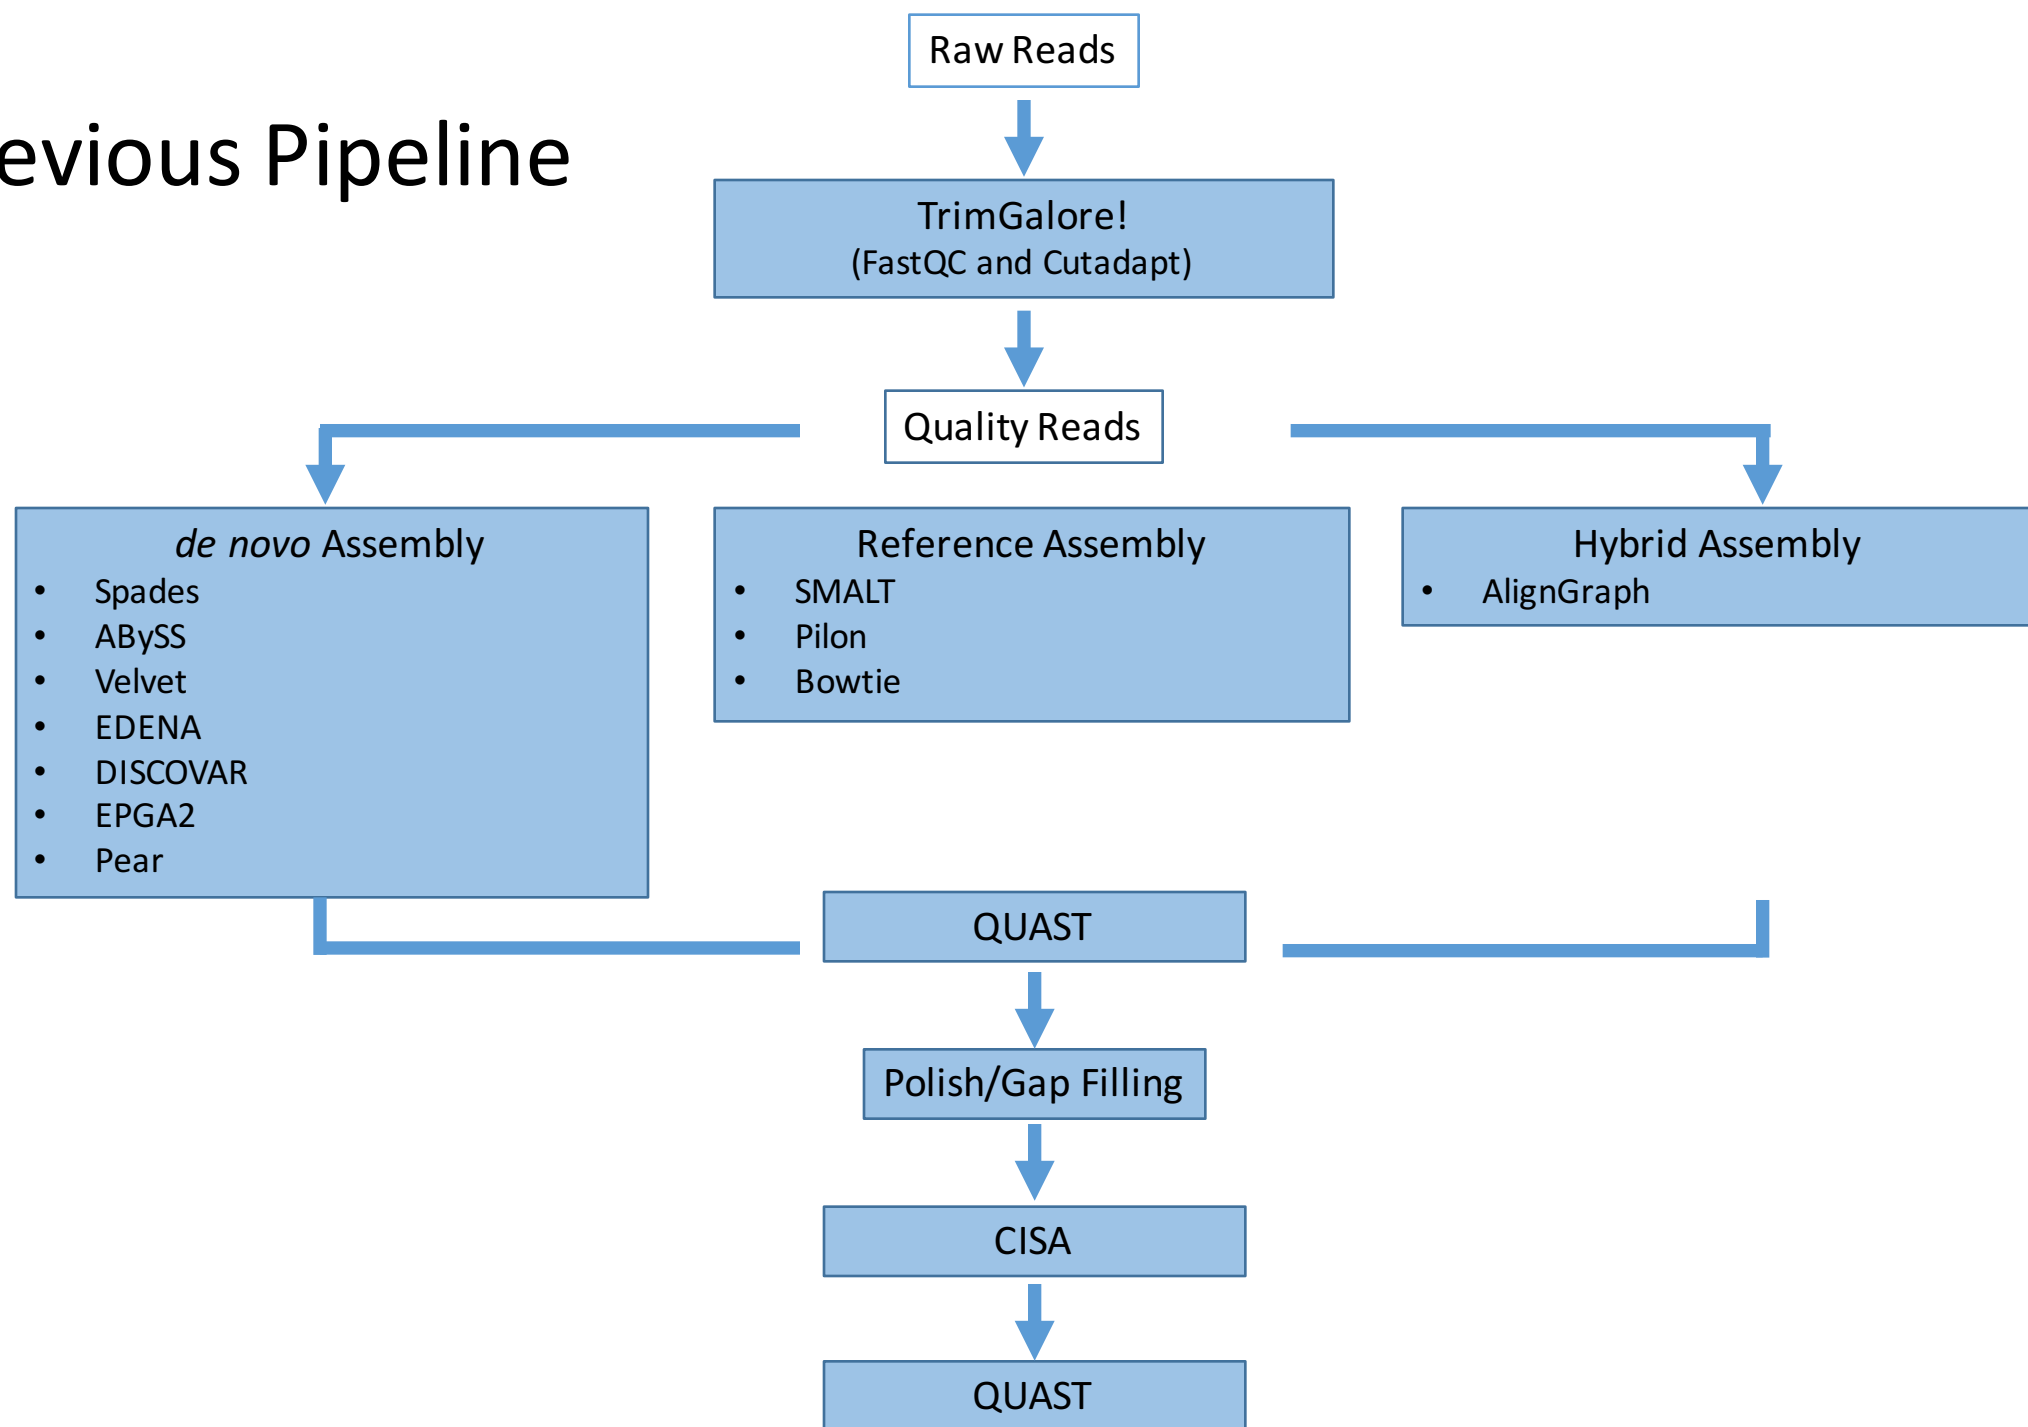 Raw Reads
evious Pipeline
TrimGalore!
(FastQC and Cutadapt)
Quality Reads
de novo Assembly
• Spades
• ABySS
• Velvet
• EDENA
• DISCOVAR
• EPGA2
• Pear
Reference Assembly
• SMALT
• Pilon
• Bowtie
Hybrid Assembly
• AlignGraph
QUAST
Polish/Gap Filling
CISA
QUAST